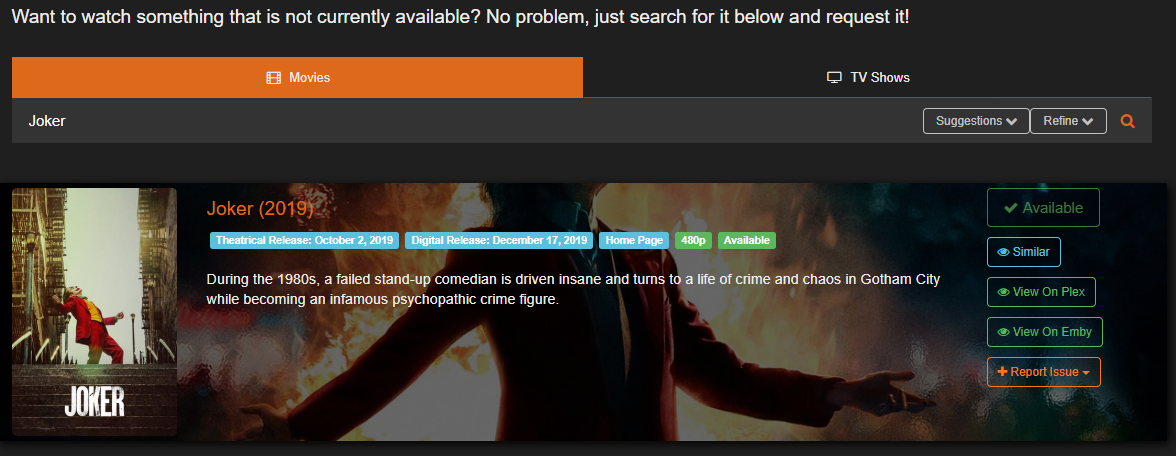 Want to watch something that is not currently available? No problem, just search for it below and request it!
Movies
TV Shows
Joker
Suggestions
Refine
Joker (2019)
Available
Theatrical Release: October 2, 2019 Digital Release: December 17, 2019 Home Page 480p Available
Similar
During the 1980s, a failed stand-up comedian is driven insane and turns to a life of crime and chaos in Gotham City
while becoming an infamous psychopathic crime figure.
View On Plex
View On Emby
Report Issue
JOKER